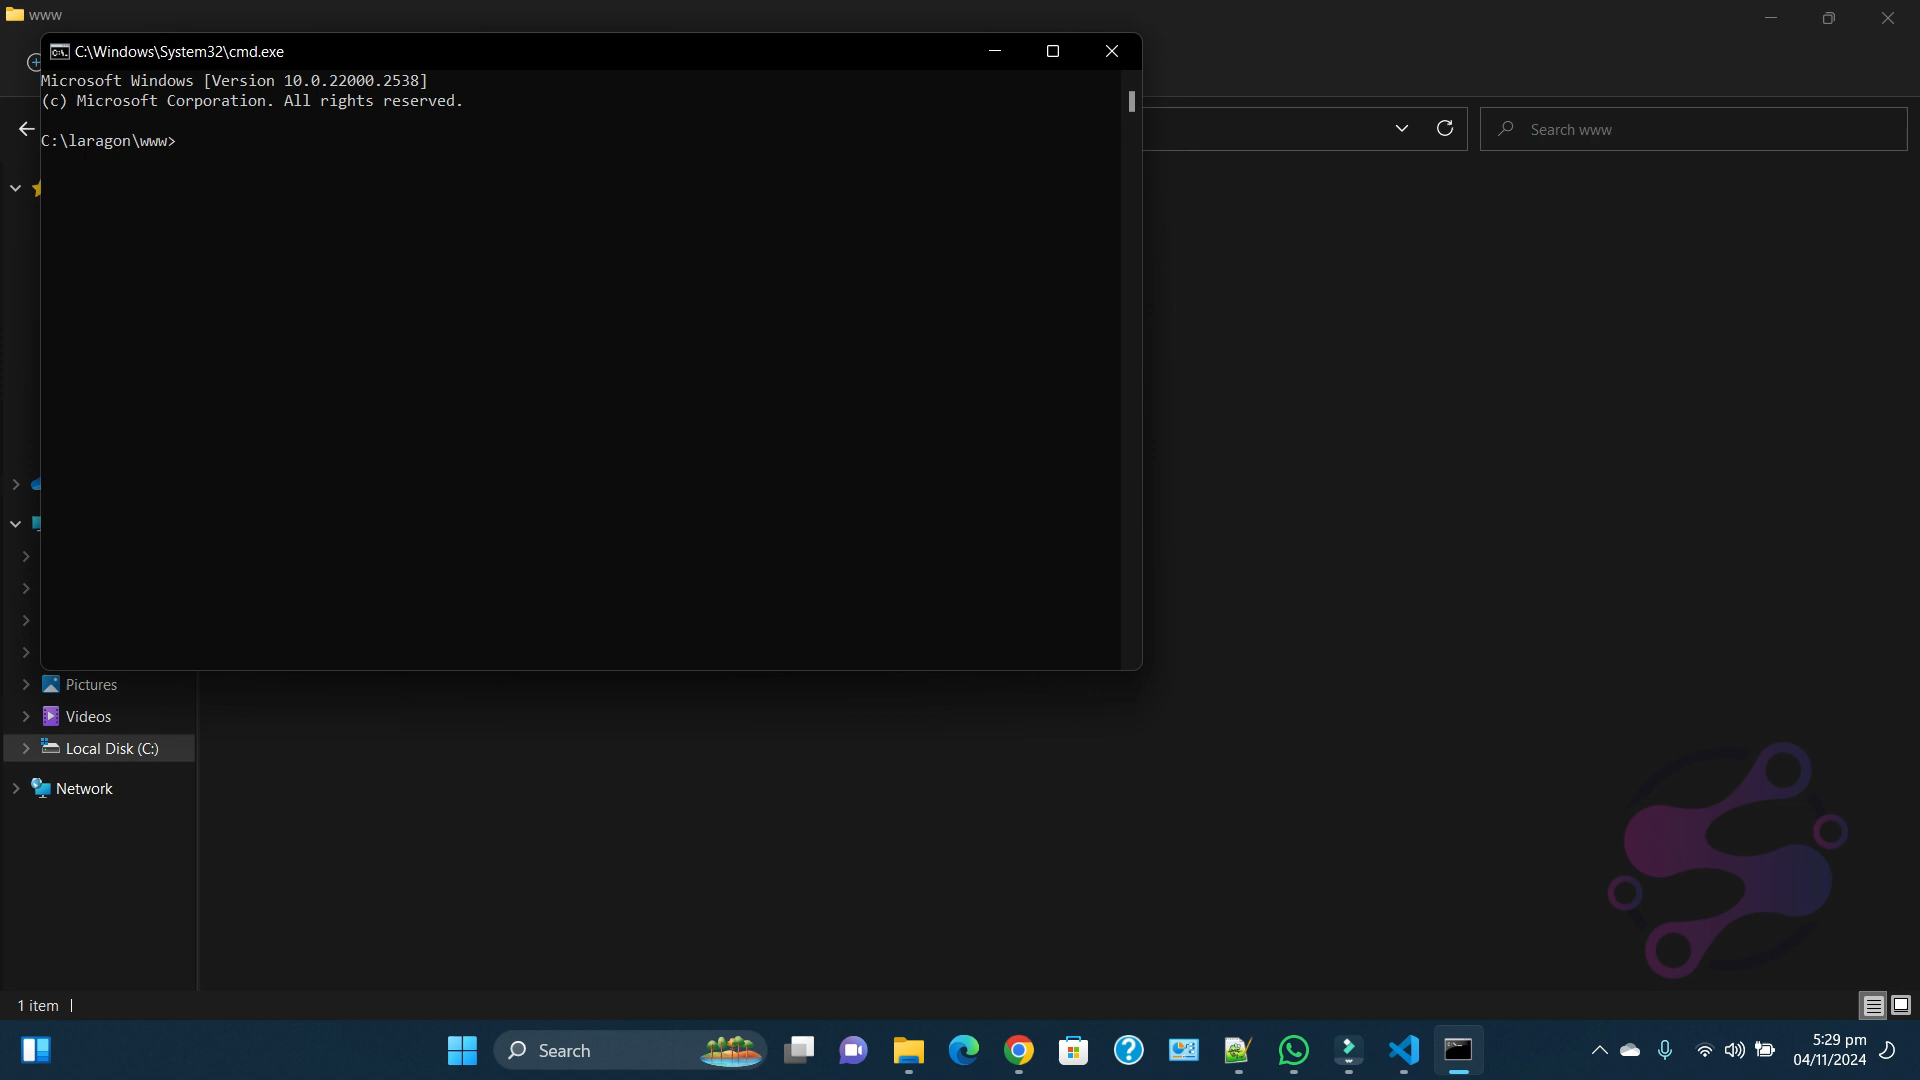 www
C:\Windows\System32\cmd.exe
Microsoft Windows [Version 10.0.22000.2538]
(c) Microsoft Corporation. All rights reserved.
C:\laragon\www>
Search www
Pictures
Videos
Local Disk (C:)
Network
1 item
Search
5:29 pm
04/11/2024